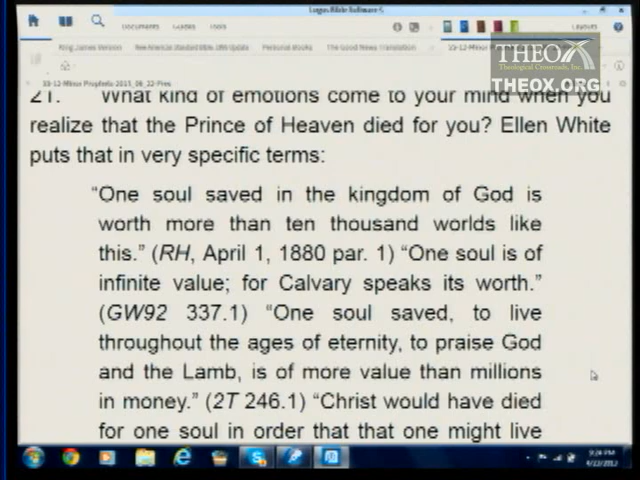 Logos Bible Software 5
Documents Guides Tools Layouts
King James Version New American Standard Bible 1995 Update Personal Books The Good News Translation
THEOX
Theological Crossroads, Inc.
THEOX.ORG
21. What kind of emotions come to your mind when you
realize that the Prince of Heaven died for you? Ellen White
puts that in very specific terms:
“One soul saved in the kingdom of God is
worth more than ten thousand worlds like
this.” (RH, April 1, 1880 par. 1) “One soul is of
infinite value; for Calvary speaks its worth.”
(GW92 337.1) “One soul saved, to live
throughout the ages of eternity, to praise God
and the Lamb, is of more value than millions
in money.” (2T 246.1) “Christ would have died
for one soul in order that that one might live